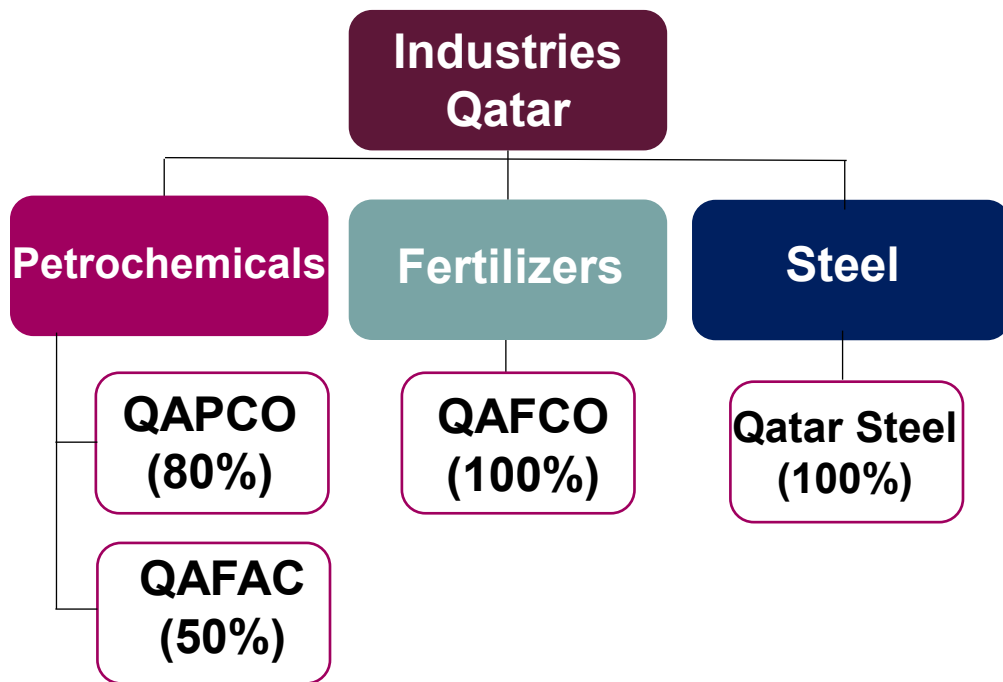 Industries
Qatar
Petrochemicals
Fertilizers
Steel
QAPCO
(80%)
QAFAC
(50%)
QAFCO
(100%)
Qatar Steel
(100%)